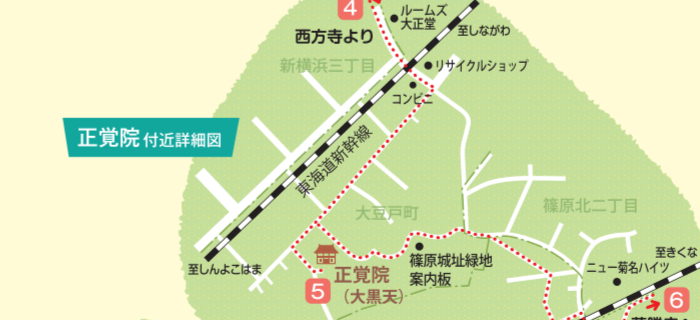 4
ルームズ
大正堂
至しながわ
西方寺より
新横浜三丁目
リサイクルショップ
コンビニ
正覚院 付近詳細図
東海道新幹線
大豆戸町
篠原北二丁目
至しんよこはま
正覚院
（大黒天）
5
篠原城址緑地
案内板
至きくな
ニュー菊名ハイツ
6